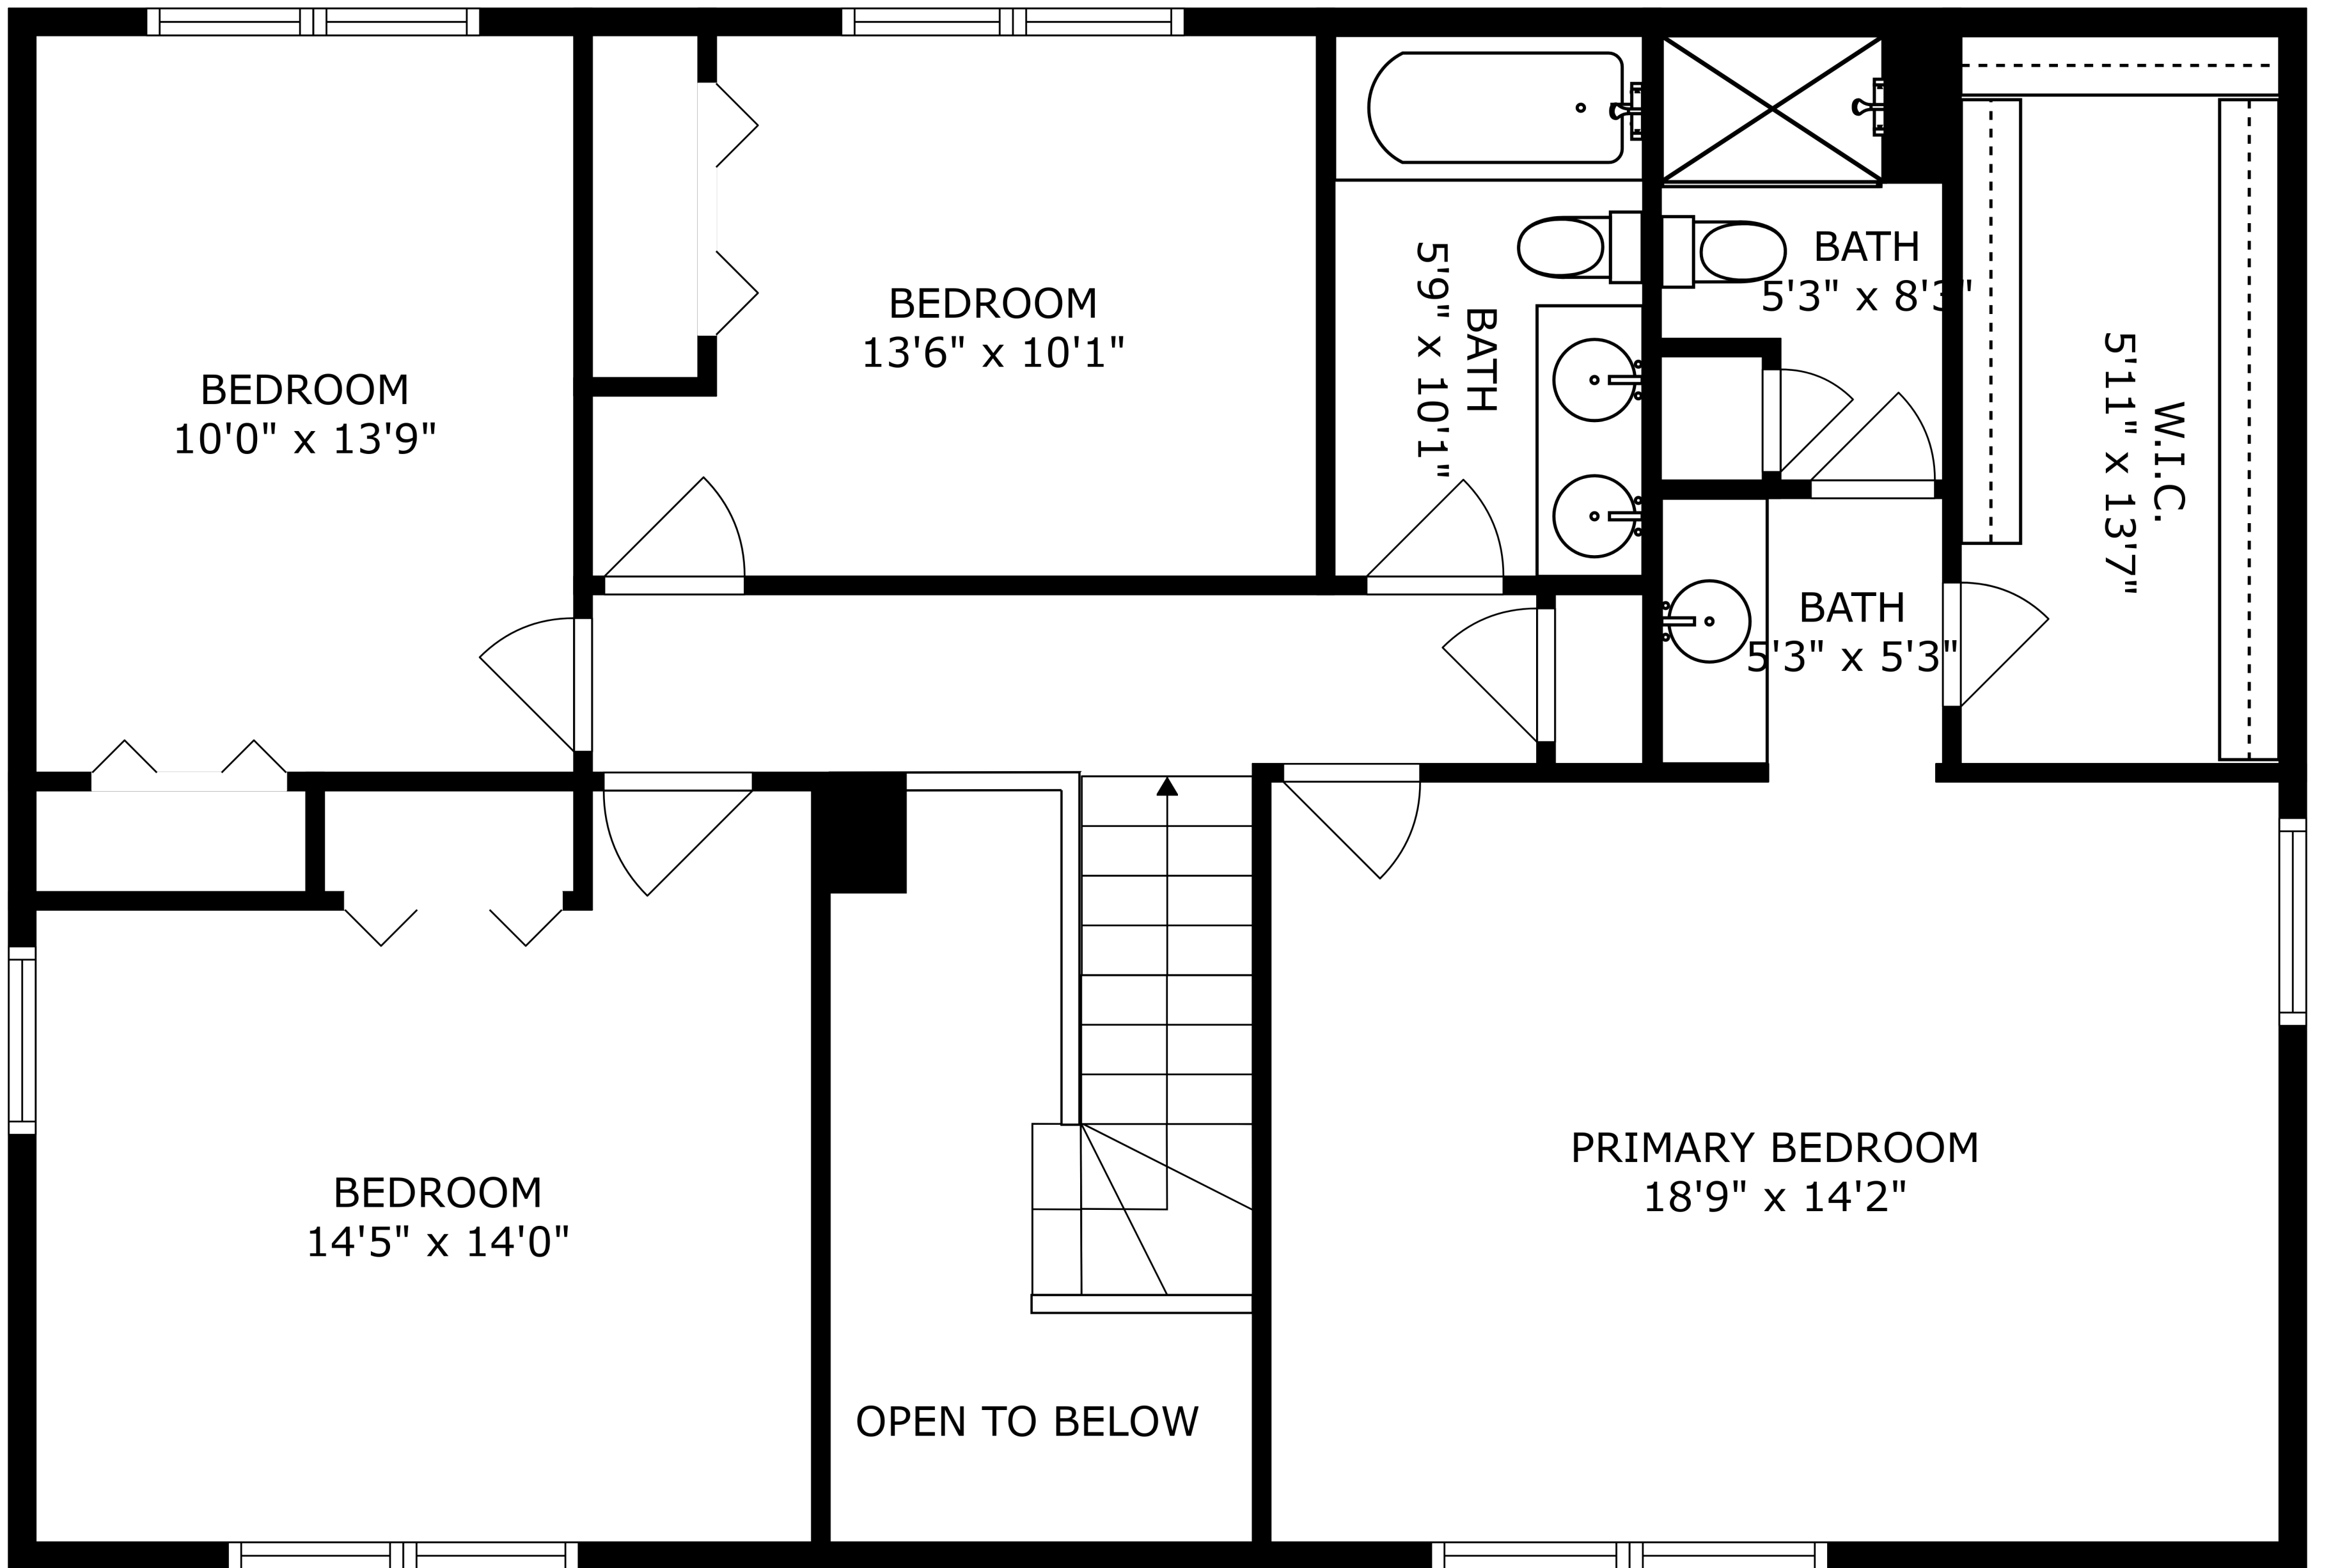 BEDROOM
10'0" x 13'9"
BEDROOM
13'6" x 10'1"
BATH
5'9" x 10'1"
BATH
5'3" x 8'3"
W.I.C.
5'11" x 13'7"
BATH
5'3" x 5'3"
BEDROOM
14'5" x 14'0"
OPEN TO BELOW
PRIMARY BEDROOM
18'9" x 14'2"